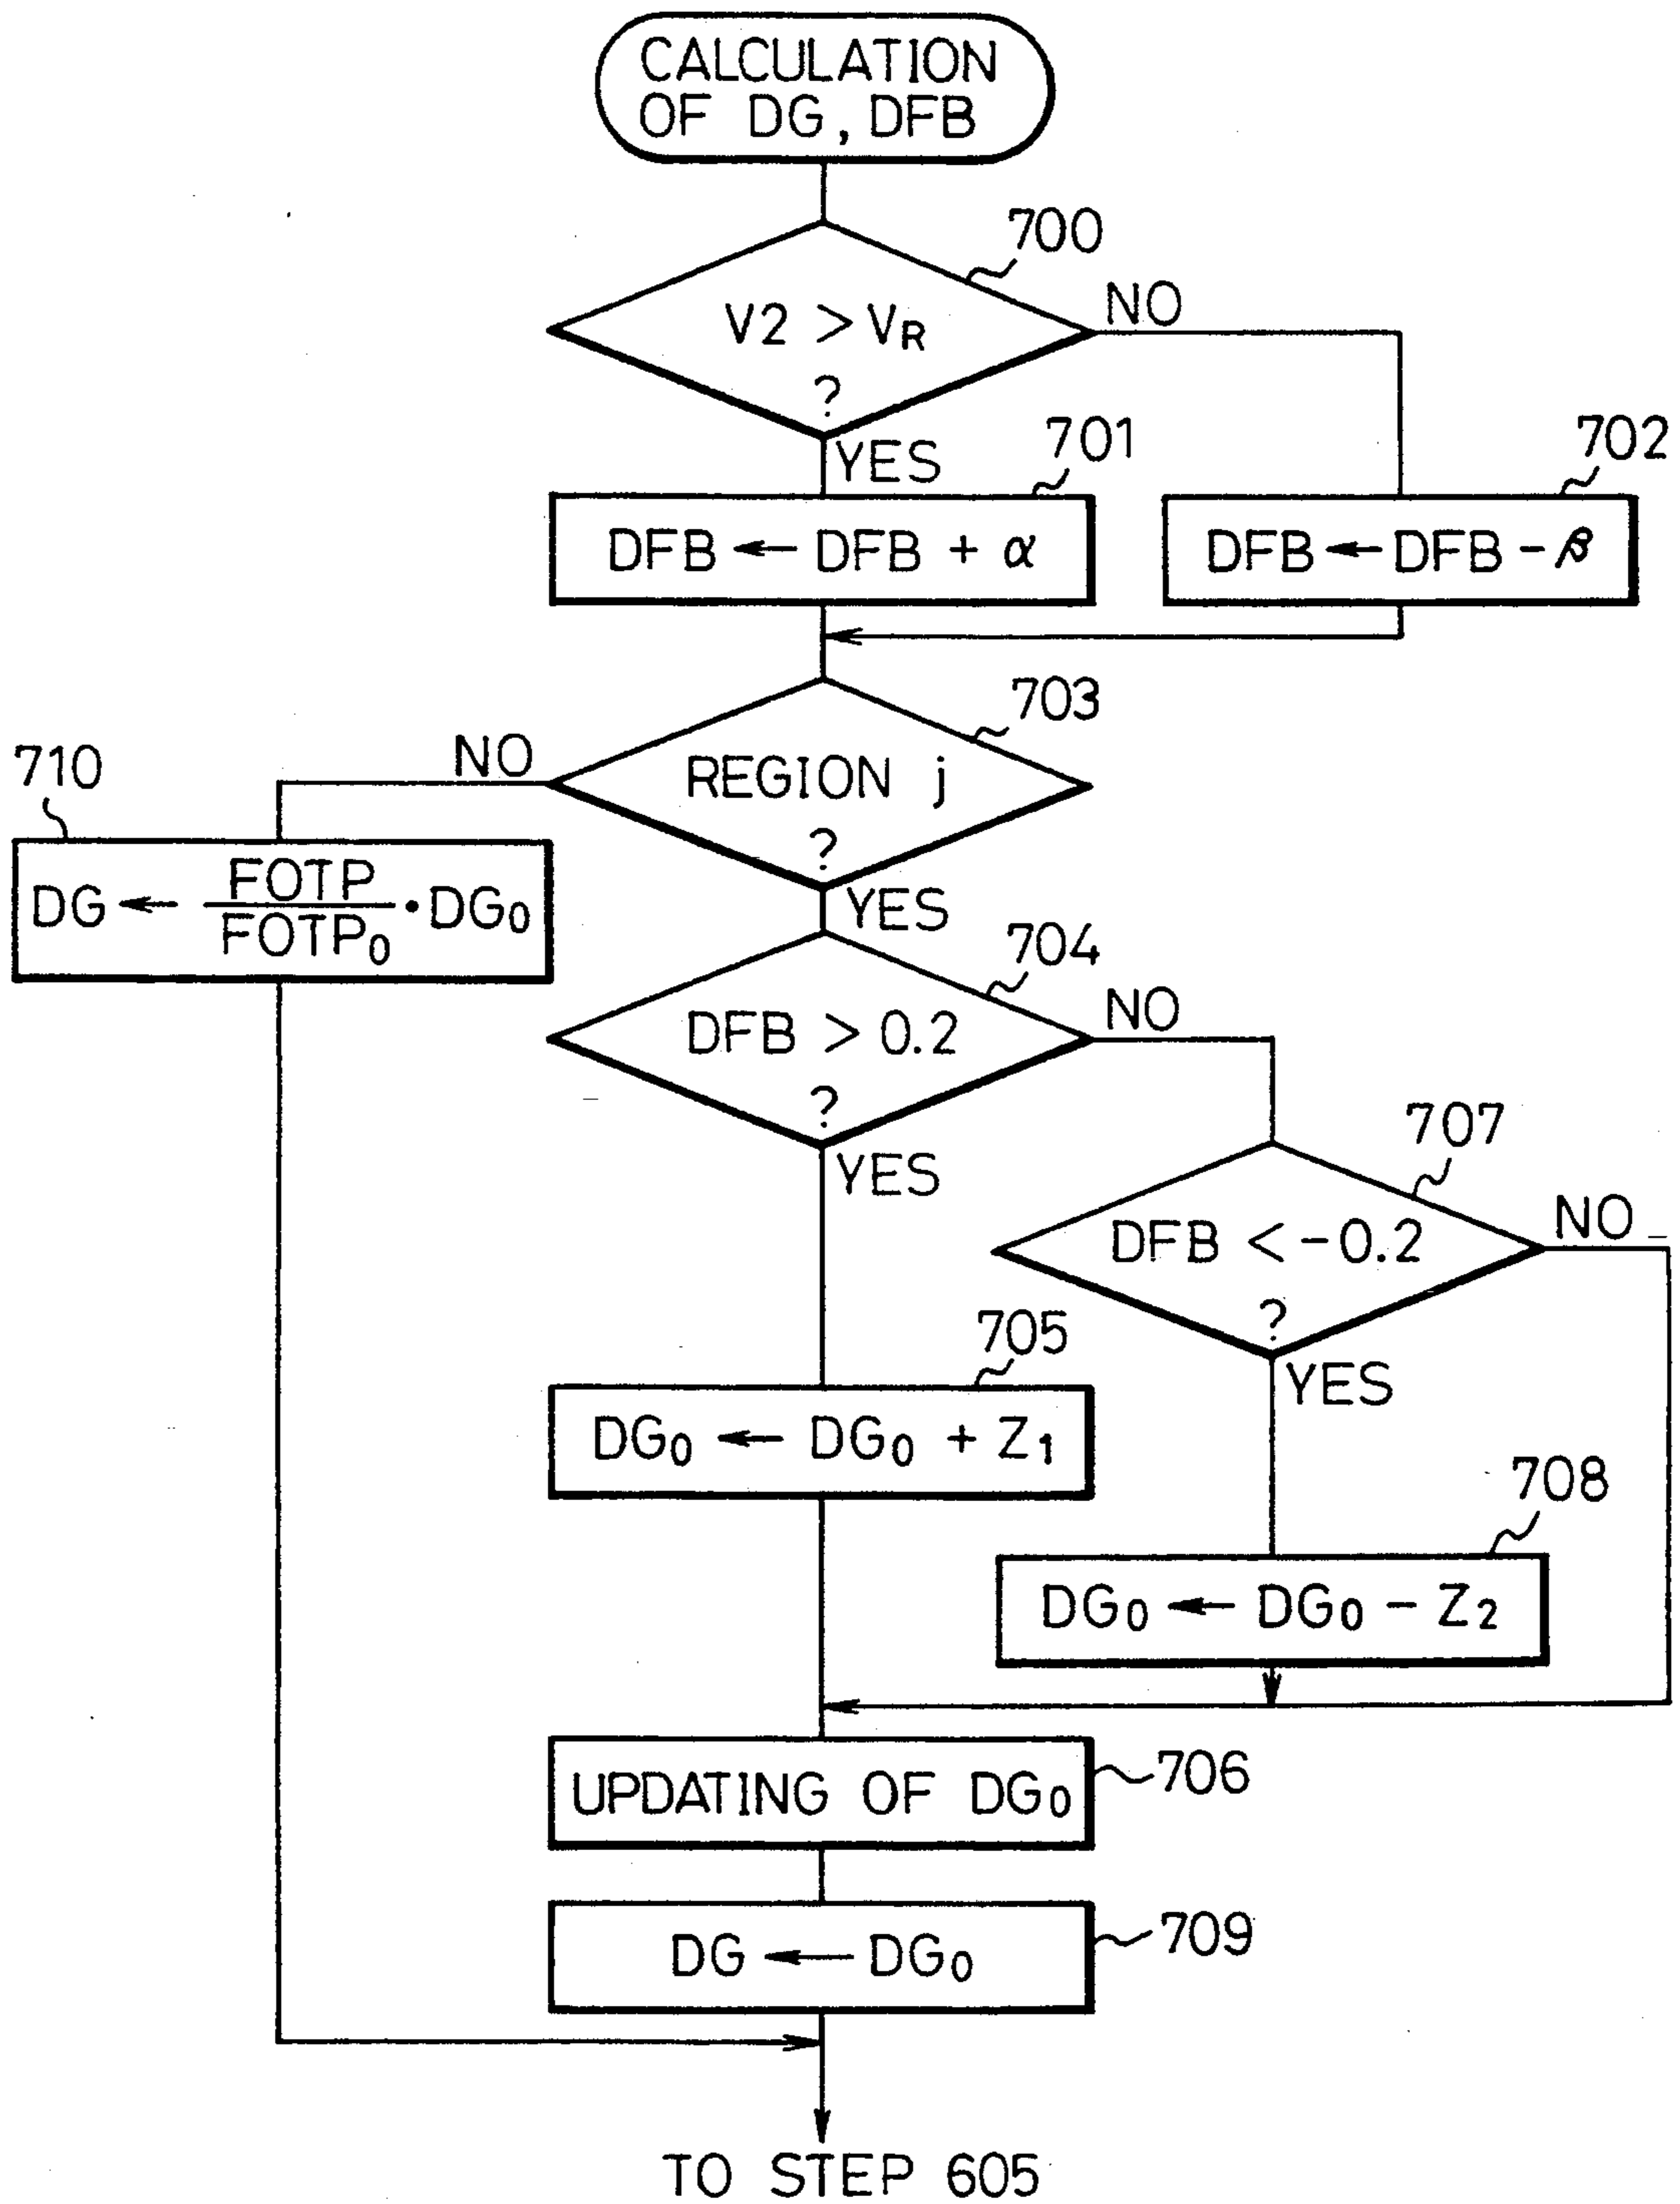 CALCULATION
OF DG, DFB
700
V2 > VR
?
NO
YES
701
702
DFB ← DFB + α
DFB ← DFB - β
703
REGION j
?
NO
710
YES
DG ← FOTP/FOTP0 · DG0
704
DFB > 0.2
?
NO
YES
707
DFB < -0.2
?
NO
YES
705
DG0 ← DG0 + Z1
708
DG0 ← DG0 - Z2
UPDATING OF DG0
706
DG ← DG0
709
TO STEP 605